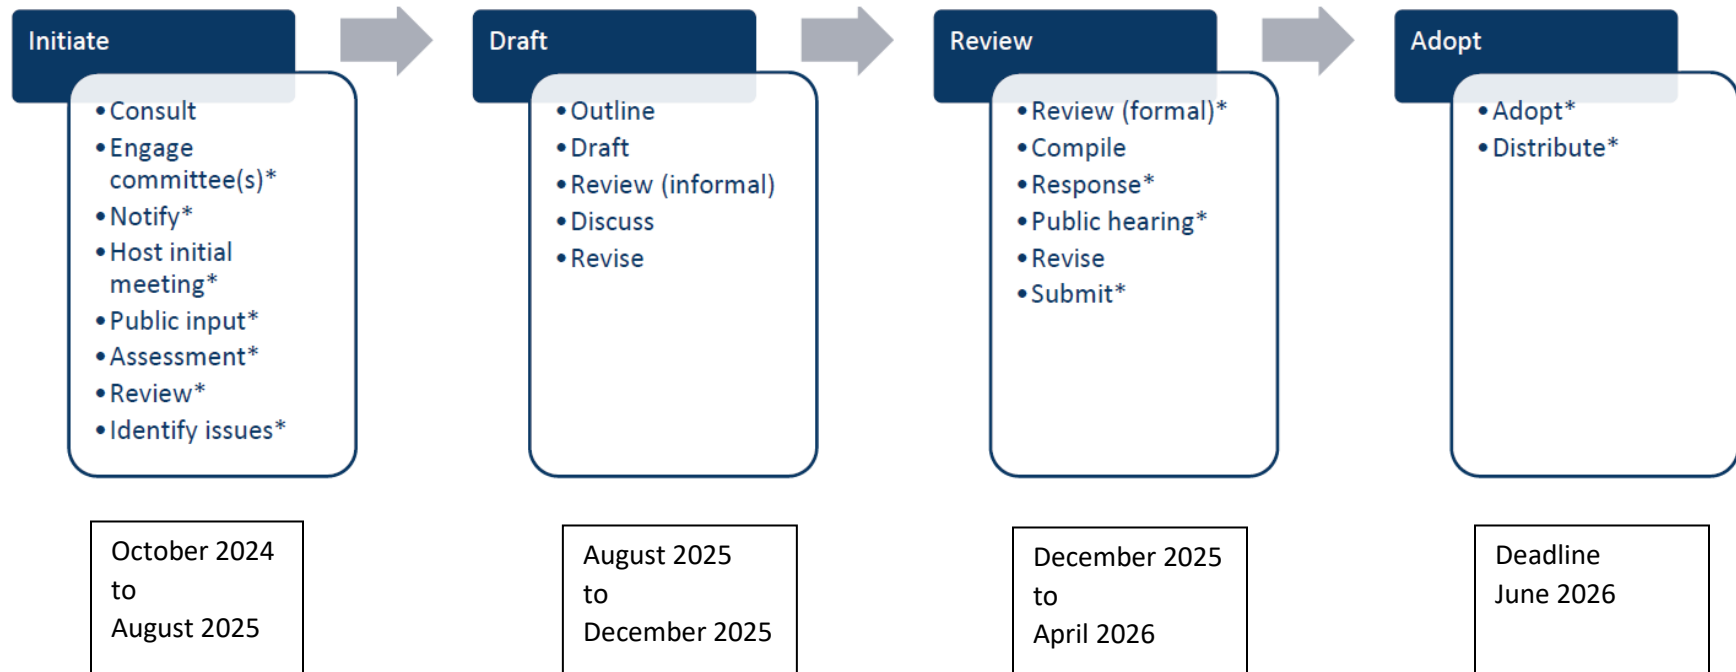 Initiate
• Consult
• Engage
committee(s)*
• Notify*
• Host initial
meeting*
• Public input*
• Assessment*
• Review*
• Identify issues*
October 2024
to
August 2025
Draft
• Outline
• Draft
• Review (informal)
• Discuss
• Revise
August 2025
to
December 2025
Review
• Review (formal)*
• Compile
• Response*
• Public hearing*
• Revise
• Submit*
December 2025
to
April 2026
Adopt
• Adopt*
• Distribute*
Deadline
June 2026